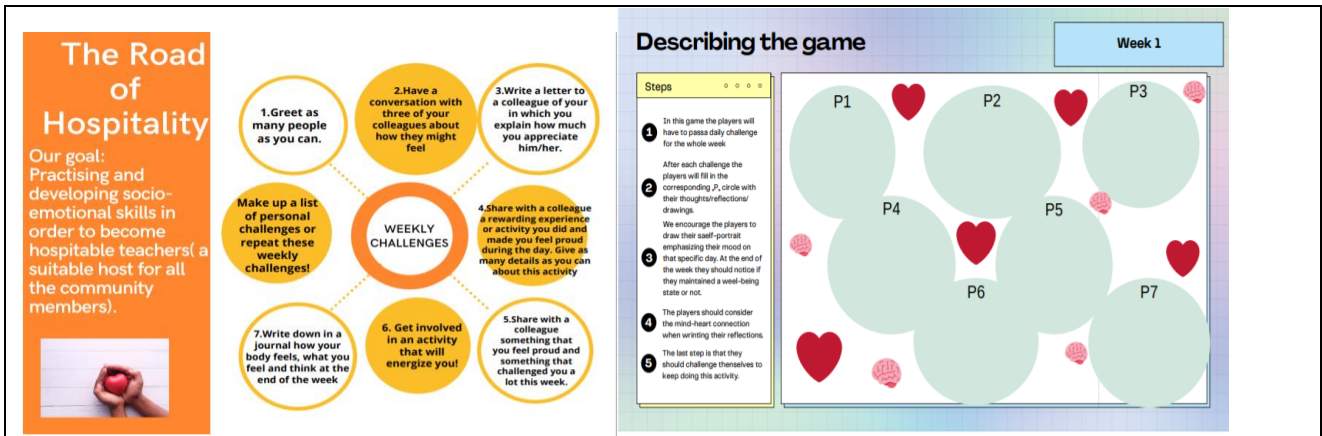 The Road
of
Hospitality
Our goal:
Practising and
developing socio-
emotional skills in
order to become
hospitable teachers( a
suitable host for all
the community
members).
1.Greet as
many people
as you can.
2.Have a
conversation with
three of your
colleagues about
how they might
feel
3.Write a letter to
a colleague of your
in which you
explain how much
you appreciate
him/her.
Make up a list
of personal
challenges or
repeat these
weekly
challenges!
WEEKLY
CHALLENGES
4.Share with a colleague
a rewarding experience
or activity you did and
made you feel proud
during the day. Give as
many details as you can
about this activity
7.Write down in a
journal how your
body feels, what you
feel and think at the
end of the week
6. Get involved
in an activity
that will
energize you!
5.Share with a
colleague
something that
you feel proud and
something that
challenged you a
lot this week.
Describing the game
Week 1
Steps
1 In this game the players will
have to passa daily challenge
for the whole week
2 After each challenge the
players will fill in the
corresponding „P„ circle with
their thoughts/reflections/
drawings.
3 We encourage the players to
draw their saelf-portrait
emphasizing their mood on
that specific day. At the end of
the week they should notice if
they maintained a weel-being
state or not.
4 The players should consider
the mind-heart connection
when wrinting their reflections.
5 The last step is that they
should challenge themselves to
keep doing this activity.
P1
P2
P3
P4
P5
P6
P7